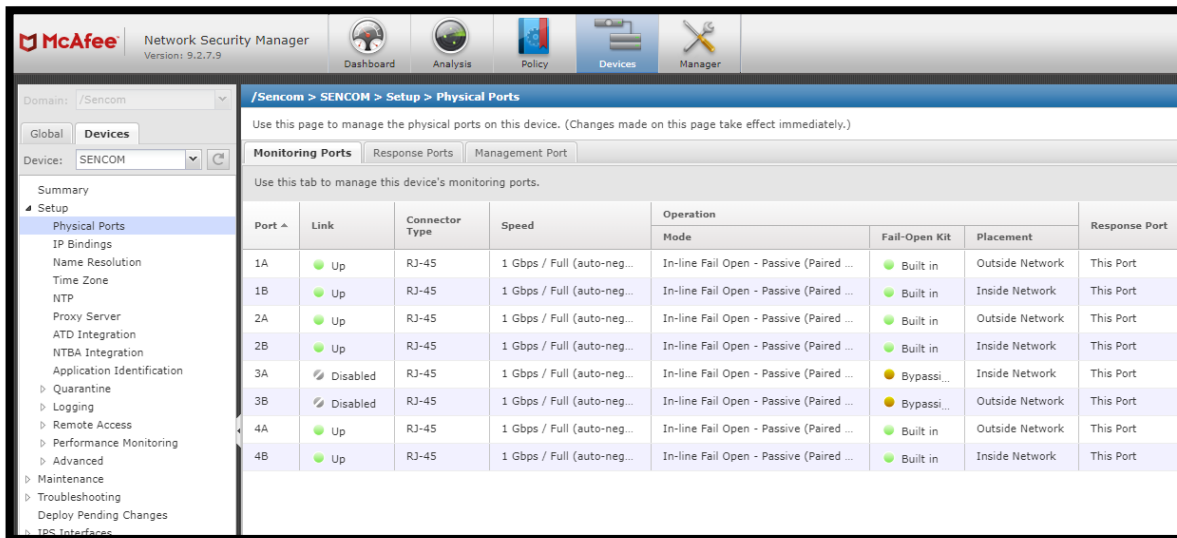 McAfee Network Security Manager
Version: 9.2.7.9
Dashboard Analysis Policy Devices Manager
Domain: /Sencom
Global Devices
Device: SENCOM
Summary
Setup
Physical Ports
IP Bindings
Name Resolution
Time Zone
NTP
Proxy Server
ATD Integration
NTBA Integration
Application Identification
Quarantine
Logging
Remote Access
Performance Monitoring
Advanced
Maintenance
Troubleshooting
Deploy Pending Changes
IPS Interfaces
/Sencom > SENCOM > Setup > Physical Ports
Use this page to manage the physical ports on this device. (Changes made on this page take effect immediately.)
Monitoring Ports Response Ports Management Port
Use this tab to manage this device's monitoring ports.
Port Link Connector Type Speed Operation Response Port
Mode Fail-Open Kit Placement
1A Up RJ-45 1 Gbps / Full (auto-neg... In-line Fail Open - Passive (Paired ... Built in Outside Network This Port
1B Up RJ-45 1 Gbps / Full (auto-neg... In-line Fail Open - Passive (Paired ... Built in Inside Network This Port
2A Up RJ-45 1 Gbps / Full (auto-neg... In-line Fail Open - Passive (Paired ... Built in Outside Network This Port
2B Up RJ-45 1 Gbps / Full (auto-neg... In-line Fail Open - Passive (Paired ... Built in Inside Network This Port
3A Disabled RJ-45 1 Gbps / Full (auto-neg... In-line Fail Open - Passive (Paired ... Bypassi... Inside Network This Port
3B Disabled RJ-45 1 Gbps / Full (auto-neg... In-line Fail Open - Passive (Paired ... Bypassi... Outside Network This Port
4A Up RJ-45 1 Gbps / Full (auto-neg... In-line Fail Open - Passive (Paired ... Built in Outside Network This Port
4B Up RJ-45 1 Gbps / Full (auto-neg... In-line Fail Open - Passive (Paired ... Built in Inside Network This Port